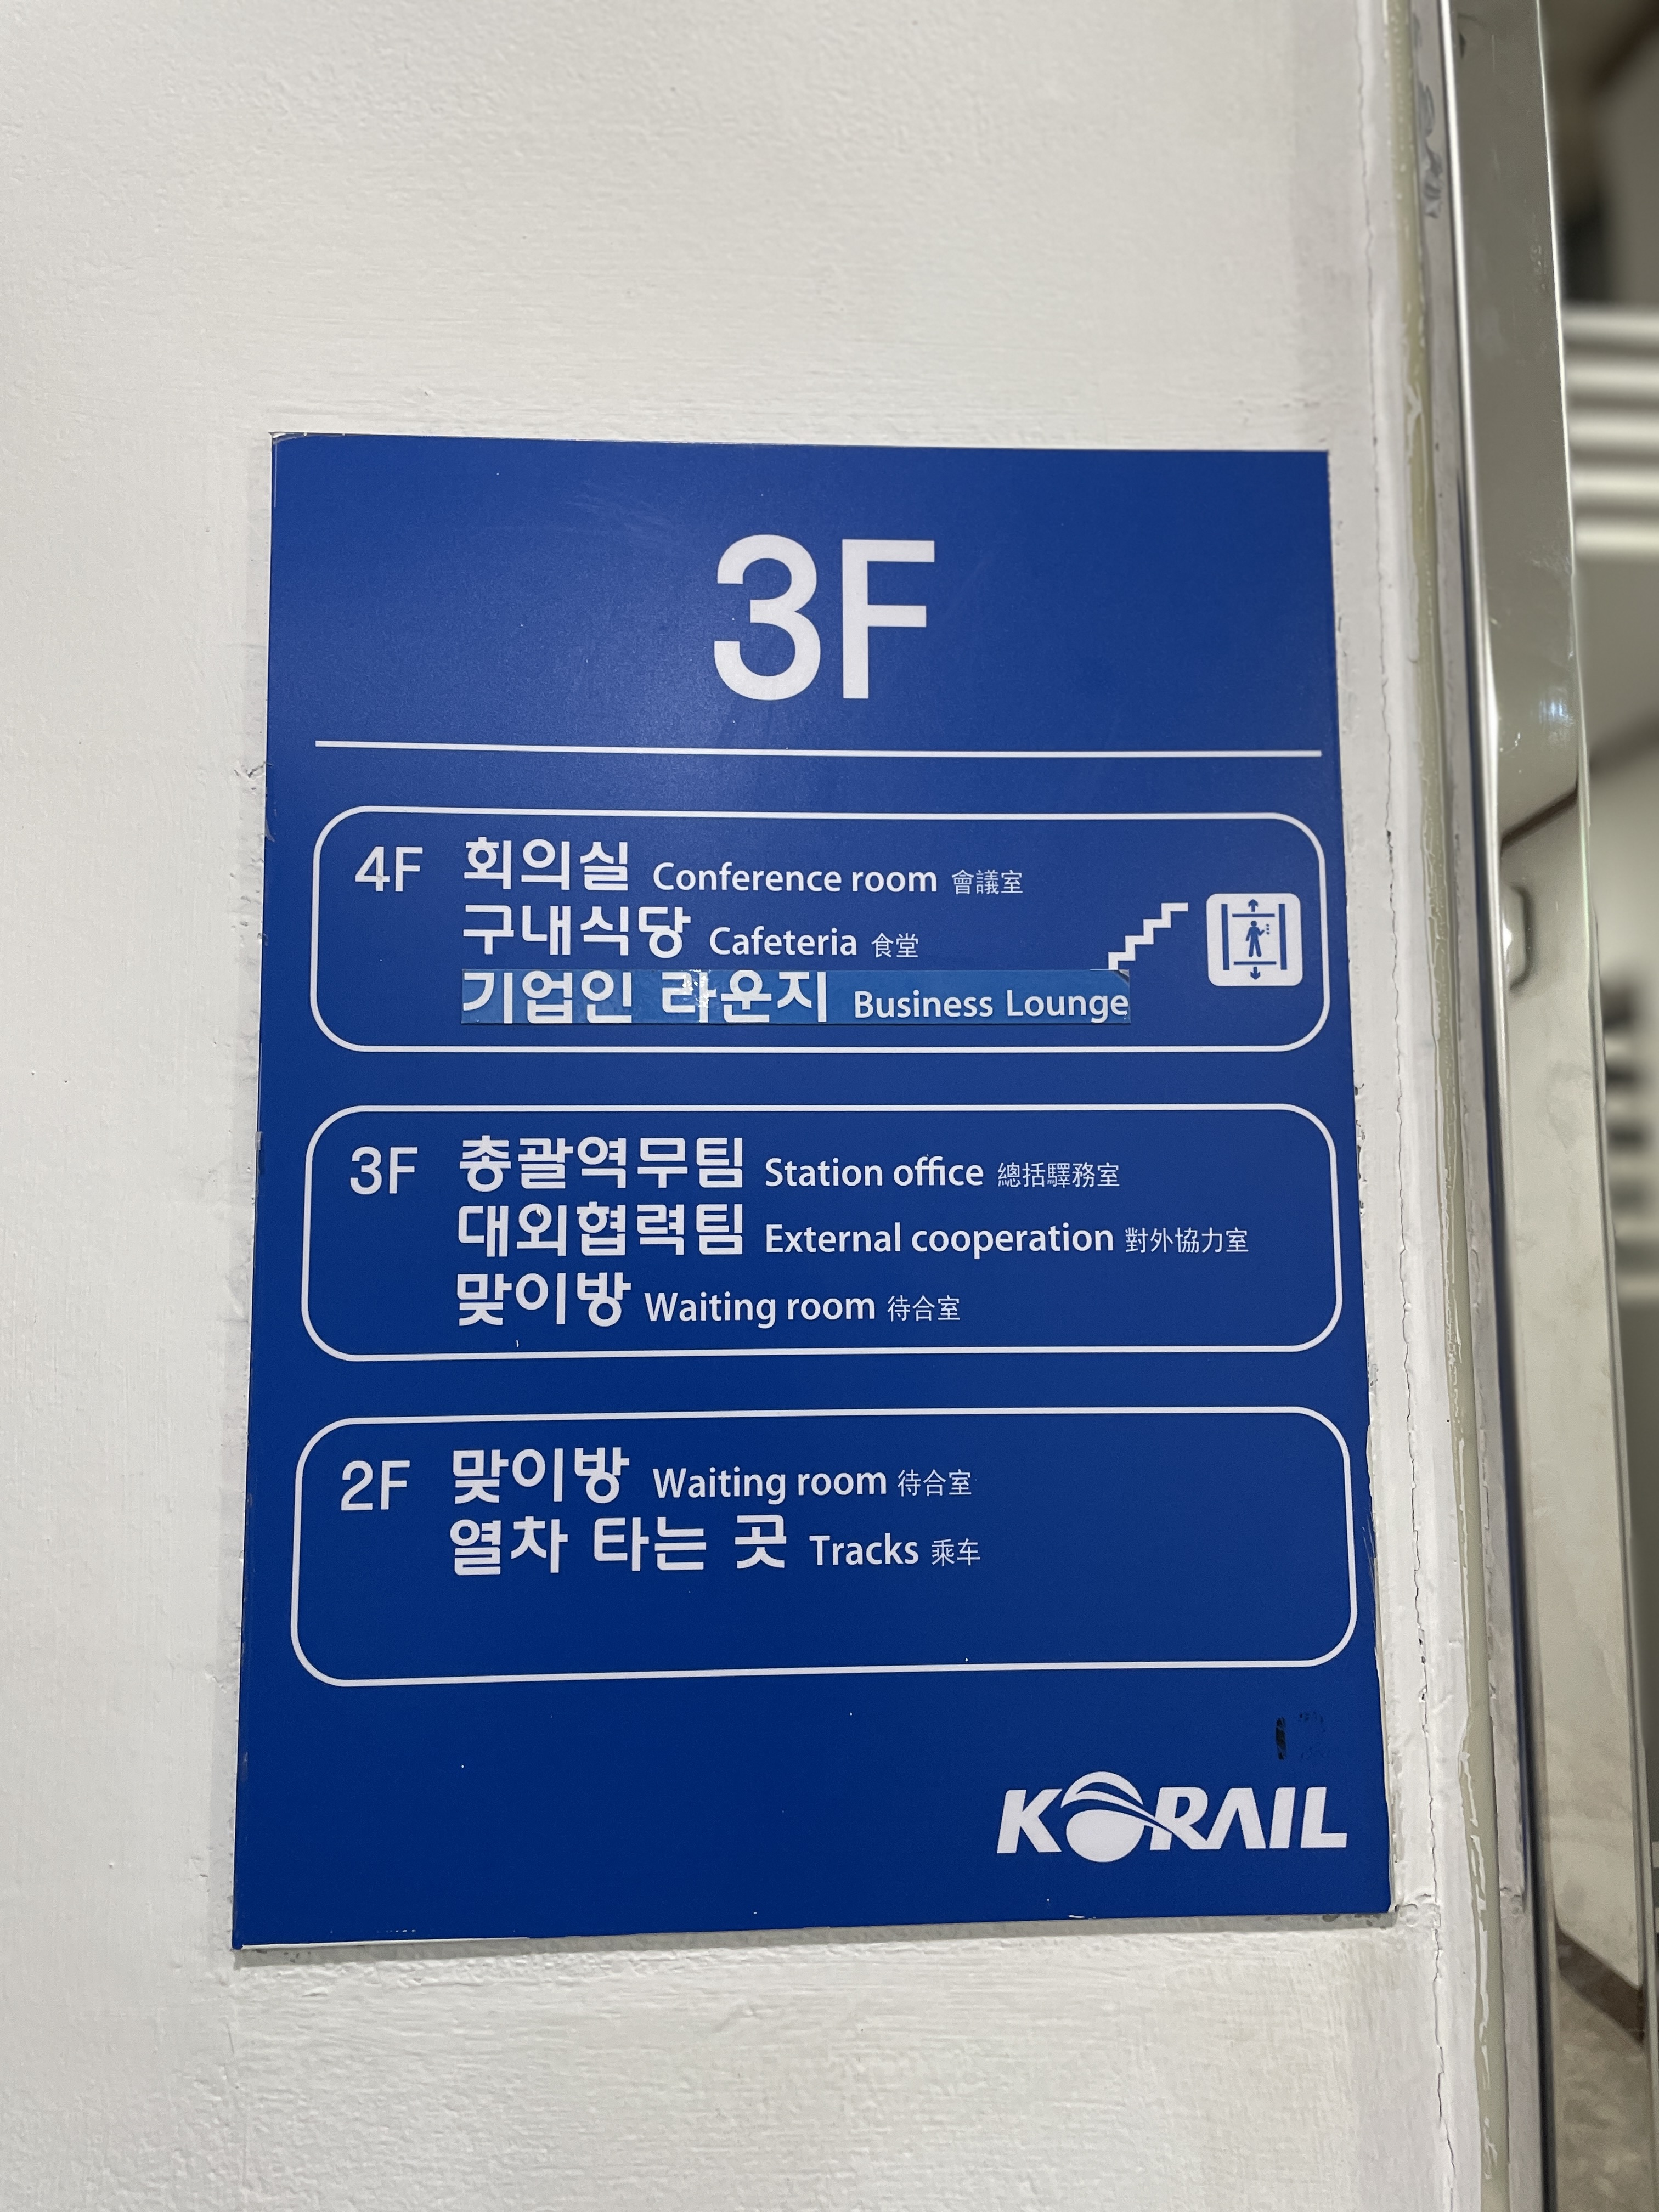 3F
4F 회의실 Conference room 會議室
구내식당 Cafeteria 食堂
기업인 라운지 Business Lounge
3F 총괄역무팀 Station office 總括驛務室
대외협력팀 External cooperation 對外協力室
맞이방 Waiting room 待合室
2F 맞이방 Waiting room 待合室
열차 타는 곳 Tracks 乘车
KORAIL